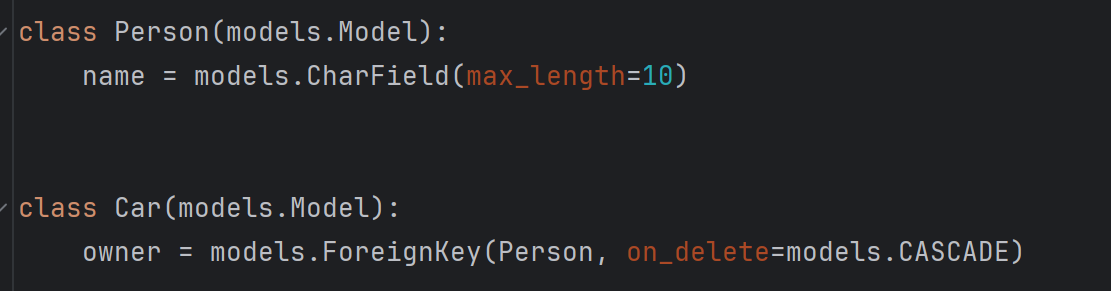 class Person(models.Model):
    name = models.CharField(max_length=10)
class Car(models.Model):
    owner = models.ForeignKey(Person, on_delete=models.CASCADE)